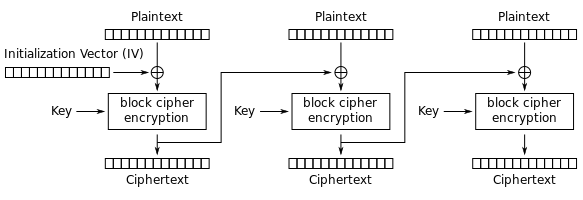 Plaintext
Plaintext
Plaintext
Initialization Vector (IV)
Key
block cipher
encryption
Key
block cipher
encryption
Key
block cipher
encryption
Ciphertext
Ciphertext
Ciphertext